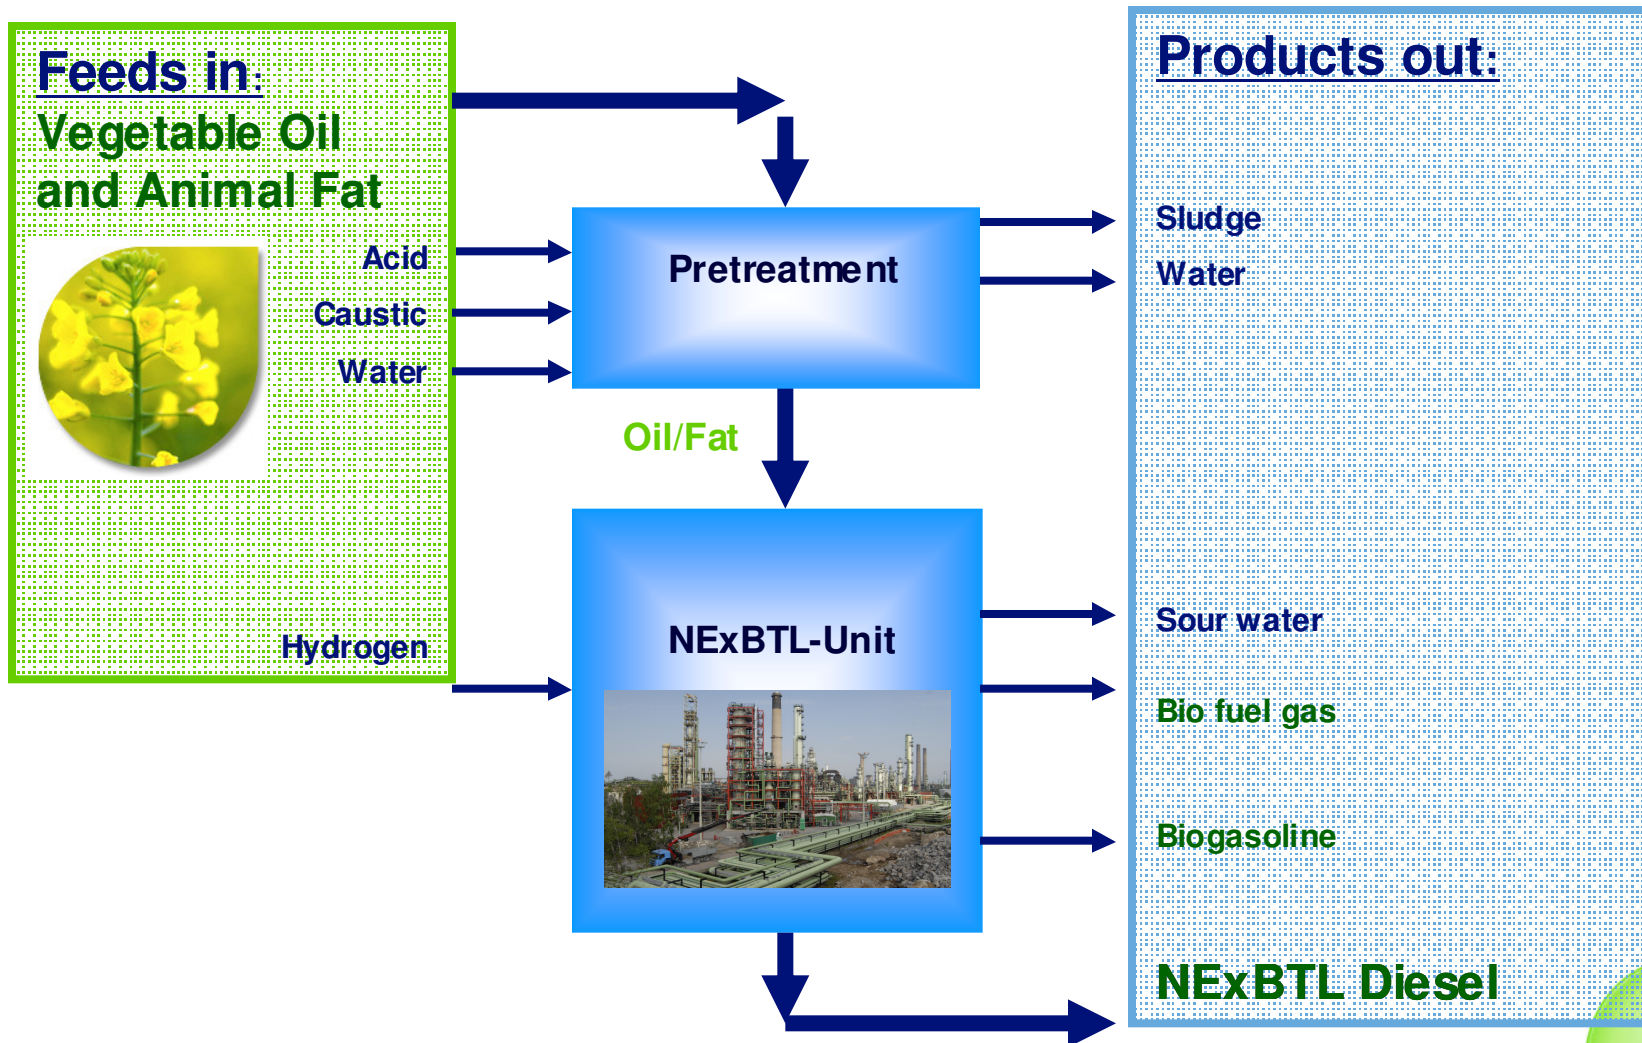 Feeds in:
Vegetable Oil
and Animal Fat
Acid
Caustic
Water
Hydrogen
Pretreatment
Oil/Fat
NExBTL-Unit
Products out:
Sludge
Water
Sour water
Bio fuel gas
Biogasoline
NExBTL Diesel